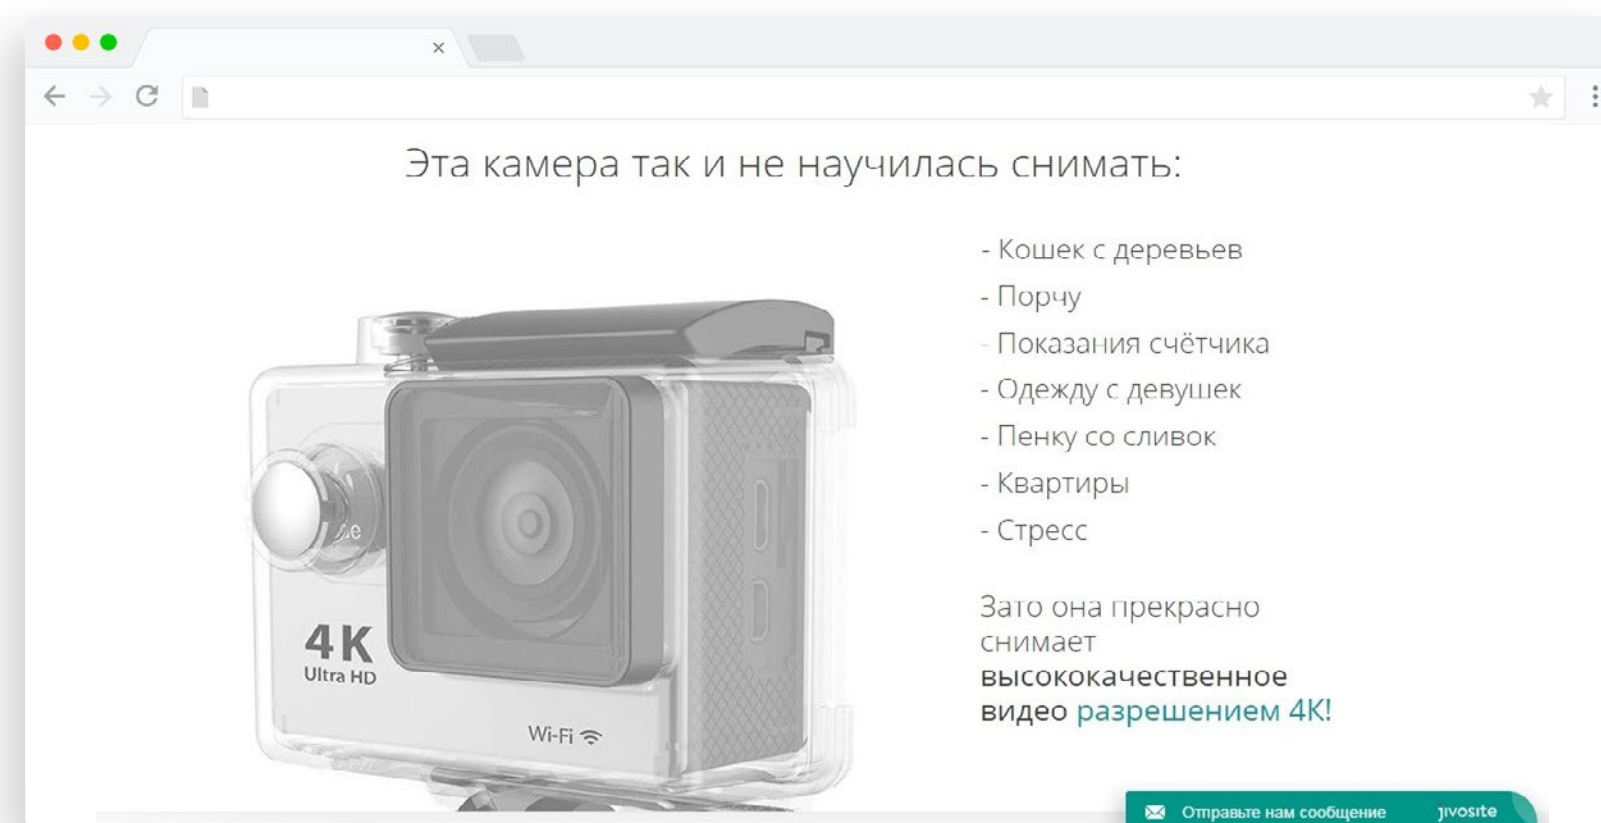 Эта камера так и не научилась снимать:
- Кошек с деревьев
- Порчу
- Показания счётчика
- Одежду с девушек
- Пенку со сливок
- Квартиры
- Стресс
Зато она прекрасно
снимает
высококачественное
видео разрешением 4К!
4K
Ultra HD
Wi-Fi
Отправьте нам сообщение
jivosite